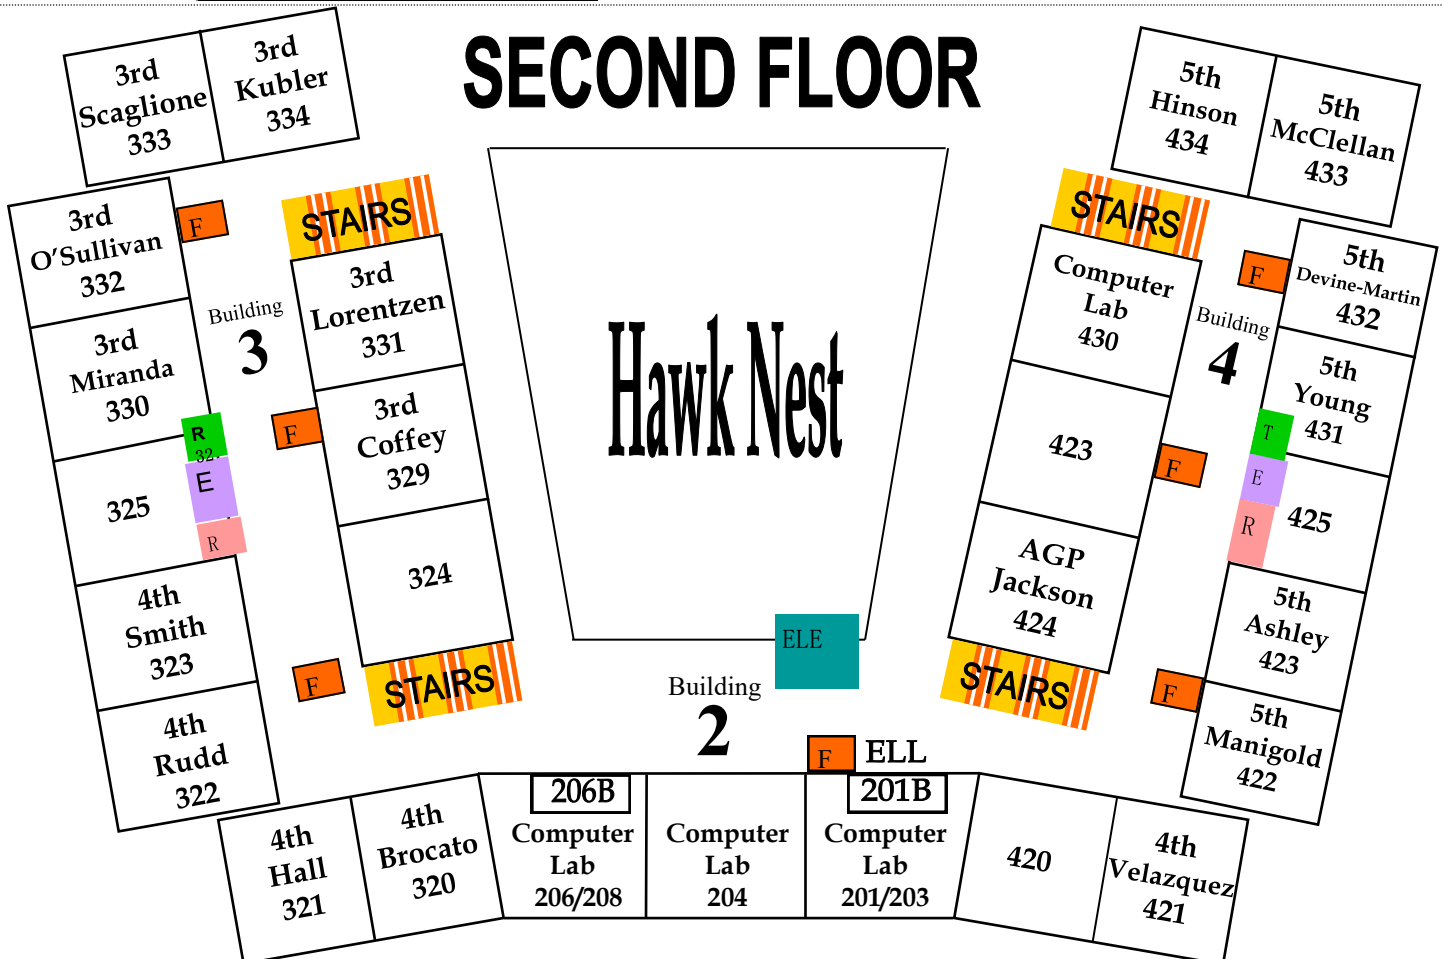 SECOND FLOOR
3rd
Scaglione
333
3rd
Kubler
334
5th
Hinson
434
5th
McClellan
433
3rd
O'Sullivan
332
F
STAIRS
3rd
Lorentzen
331
Building
3
3rd
Miranda
330
R
32.
E
R
F
3rd
Coffey
329
325
324
4th
Smith
323
F
STAIRS
4th
Rudd
322
Hawk Nest
ELE
Building
2
STAIRS
Computer
Lab
430
F
5th
Devine-Martin
432
Building
4
5th
Young
431
T
E
R
423
F
425
AGP
Jackson
424
5th
Ashley
423
STAIRS
F
5th
Manigold
422
F
ELL
4th
Hall
321
4th
Brocato
320
206B
Computer
Lab
206/208
Computer
Lab
204
201B
Computer
Lab
201/203
420
4th
Velazquez
421